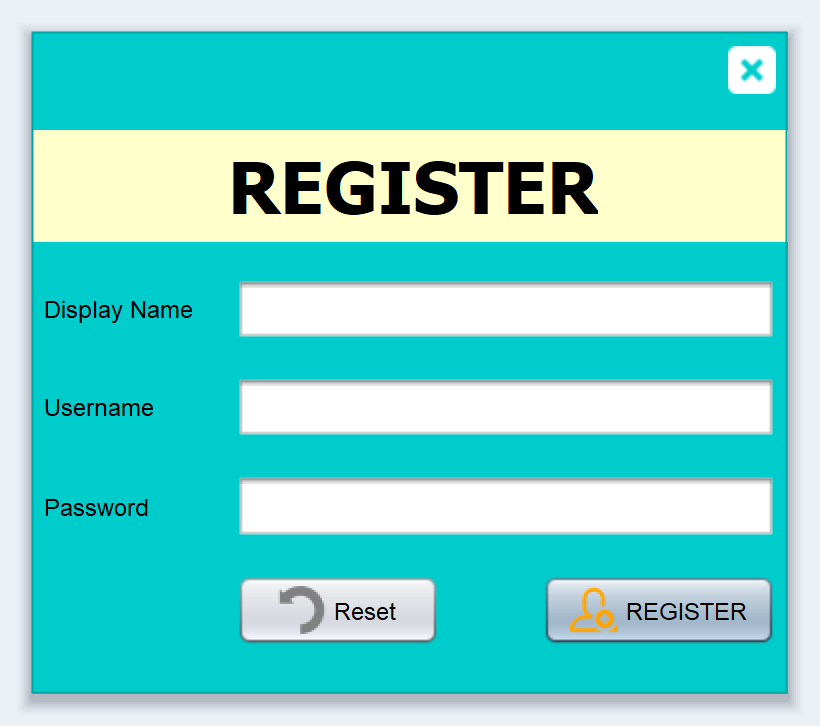 REGISTER
Display Name
Username
Password
Reset
REGISTER